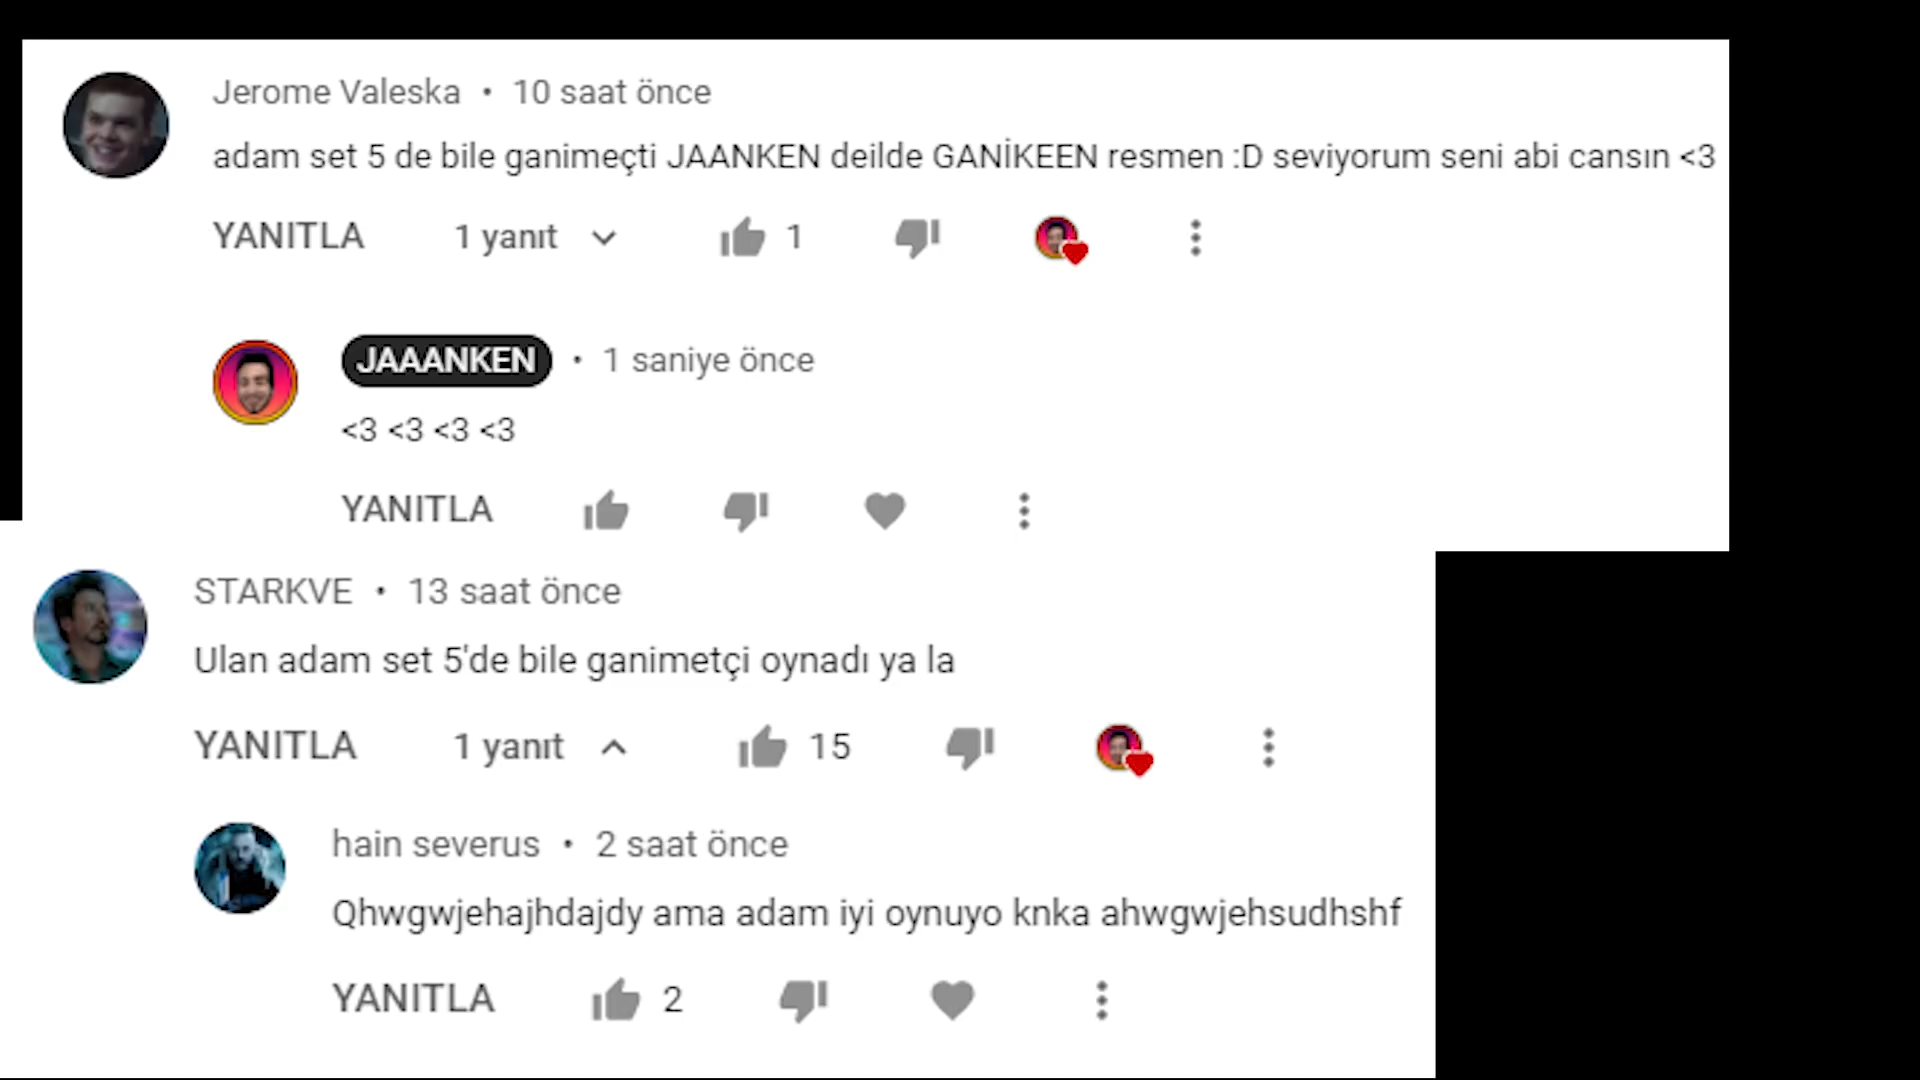 Jerome Valeska • 10 saat önce
adam set 5 de bile ganimeçti JAANKEN deilde GANİKEEN resmen :D seviyorum seni abi cansın <3
YANITLA 1 yanıt 1
JAAANKEN • 1 saniye önce
<3 <3 <3 <3
YANITLA
STARKVE • 13 saat önce
Ulan adam set 5'de bile ganimetçi oynadı ya la
YANITLA 1 yanıt 15
hain severus • 2 saat önce
Qhwgwjehajhdajdy ama adam iyi oynuyo knka ahwgwjehsudhshf
YANITLA 2